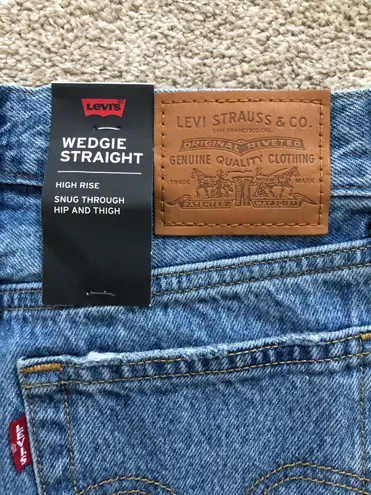 Levi's
WEDGIE
STRAIGHT
HIGH RISE
SNUG THROUGH
HIP AND THIGH
LEVI STRAUSS & CO.
SAN FRANCISCO, CAL.
ORIGINAL RIVETED
GENUINE QUALITY CLOTHING
TRADE MARK
PATENTED MAY 20 1873
LEVI'S